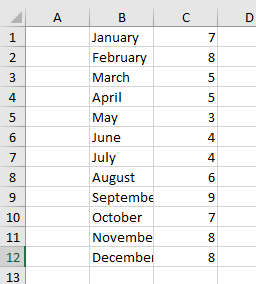 A B C D
1 January 7
2 February 8
3 March 5
4 April 5
5 May 3
6 June 4
7 July 4
8 August 6
9 Septembe 9
10 October 7
11 Novembe 8
12 December 8
13